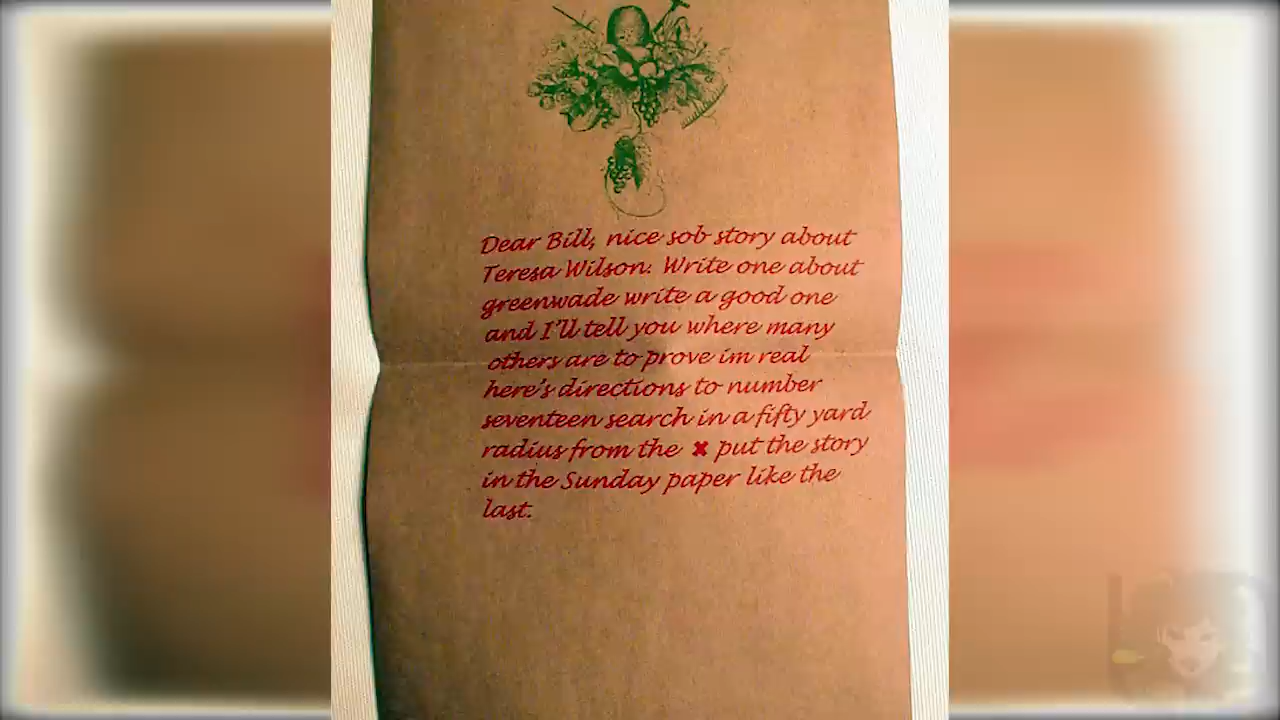 Dear Bill, nice sob story about
Teresa Wilson. Write one about
greenwade write a good one
and I'll tell you where many
others are to prove im real
here's directions to number
seventeen search in a fifty yard
radius from the ✖ put the story
in the Sunday paper like the
last.